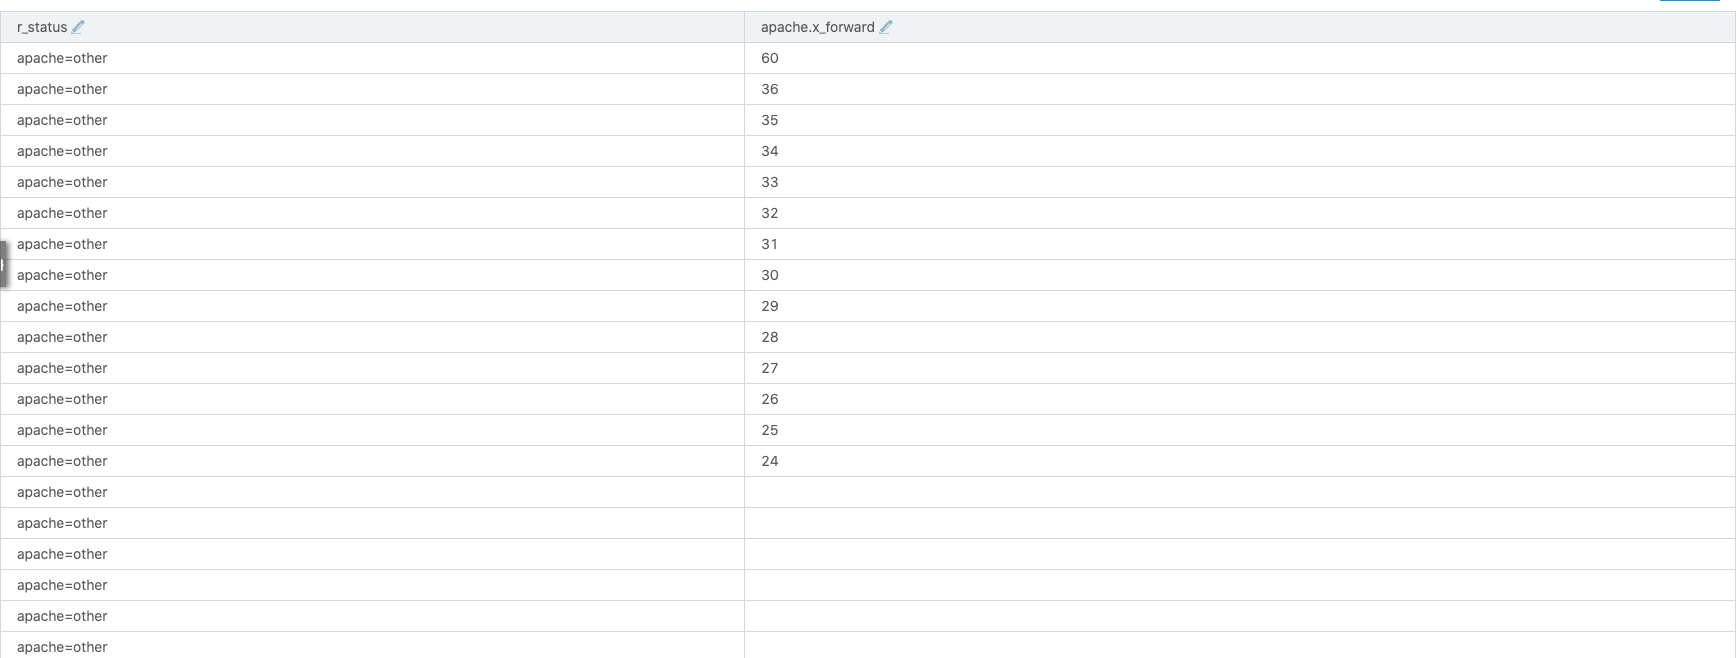 r_status apache.x_forward
apache=other 60
apache=other 36
apache=other 35
apache=other 34
apache=other 33
apache=other 32
apache=other 31
apache=other 30
apache=other 29
apache=other 28
apache=other 27
apache=other 26
apache=other 25
apache=other 24
apache=other
apache=other
apache=other
apache=other
apache=other
apache=other